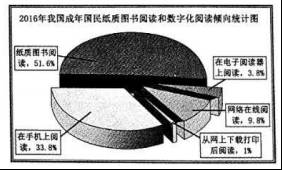 2016年我国成年国民纸质图书阅读和数字化阅读倾向统计图
纸质图书阅
读，51.6%
在电子阅读器
上阅读，3.8%
网络在线阅
读，9.8%
从网上下载打印
后阅读，1%
在手机上阅
读，33.8%